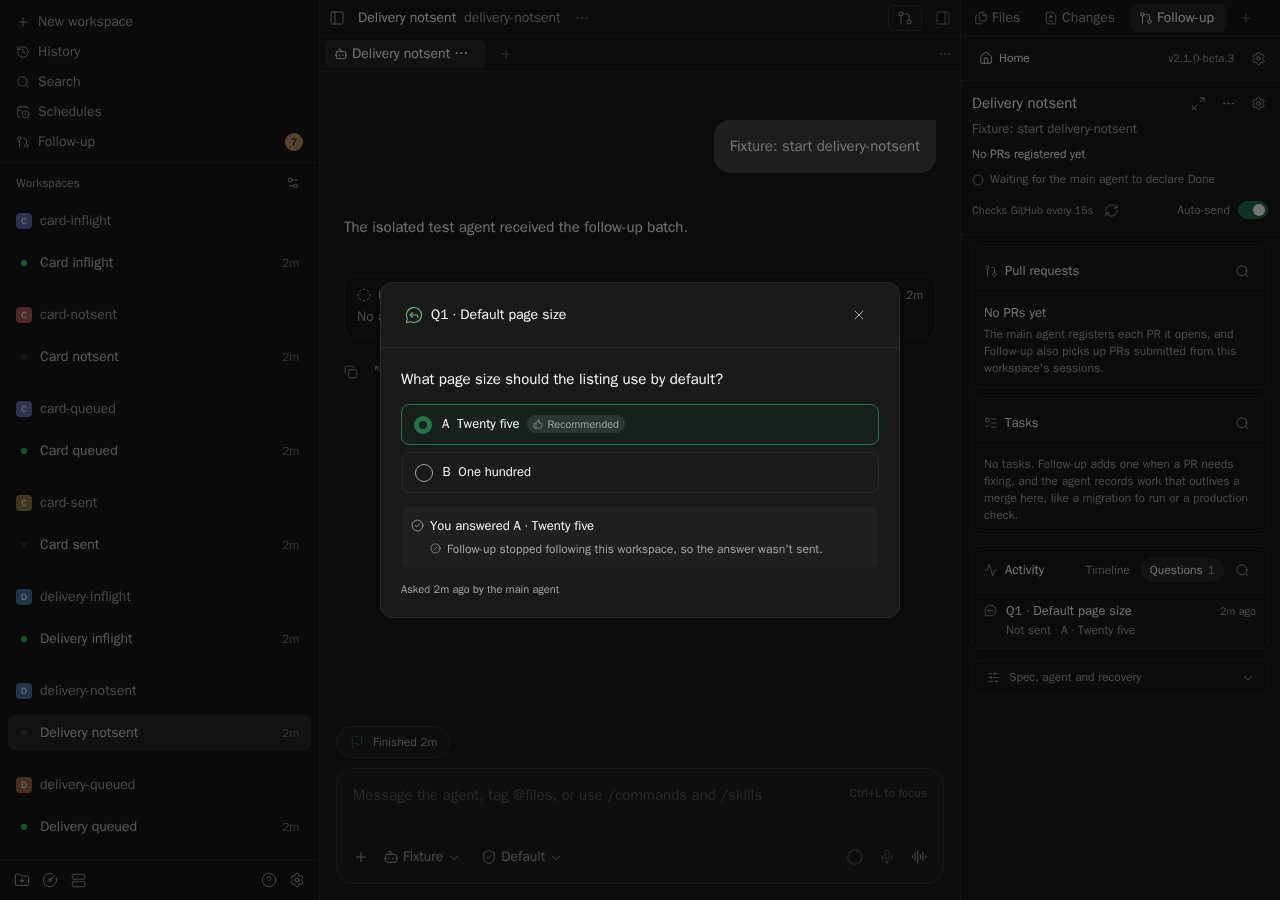 New workspace
History
Search
Schedules
Follow-up 7
Workspaces
C card-inflight
Card inflight 2m
C card-notsent
Card notsent 2m
C card-queued
Card queued 2m
C card-sent
Card sent 2m
D delivery-inflight
Delivery inflight 2m
D delivery-notsent
Delivery notsent 2m
D delivery-queued
Delivery queued 2m
Delivery notsent delivery-notsent
Delivery notsent
Fixture: start delivery-notsent
The isolated test agent received the follow-up batch.
2m
No
Q1 · Default page size
What page size should the listing use by default?
A Twenty five Recommended
B One hundred
You answered A · Twenty five
Follow-up stopped following this workspace, so the answer wasn't sent.
Asked 2m ago by the main agent
Finished 2m
Message the agent, tag @files, or use /commands and /skills
Ctrl+L to focus
Fixture Default
Files Changes Follow-up
Home v2.1.0-beta.3
Delivery notsent
Fixture: start delivery-notsent
No PRs registered yet
Waiting for the main agent to declare Done
Checks GitHub every 15s Auto-send
Pull requests
No PRs yet
The main agent registers each PR it opens, and
Follow-up also picks up PRs submitted from this
workspace's sessions.
Tasks
No tasks. Follow-up adds one when a PR needs
fixing, and the agent records work that outlives a
merge here, like a migration to run or a production
check.
Activity Timeline Questions 1
Q1 · Default page size 2m ago
Not sent · A · Twenty five
Spec, agent and recovery